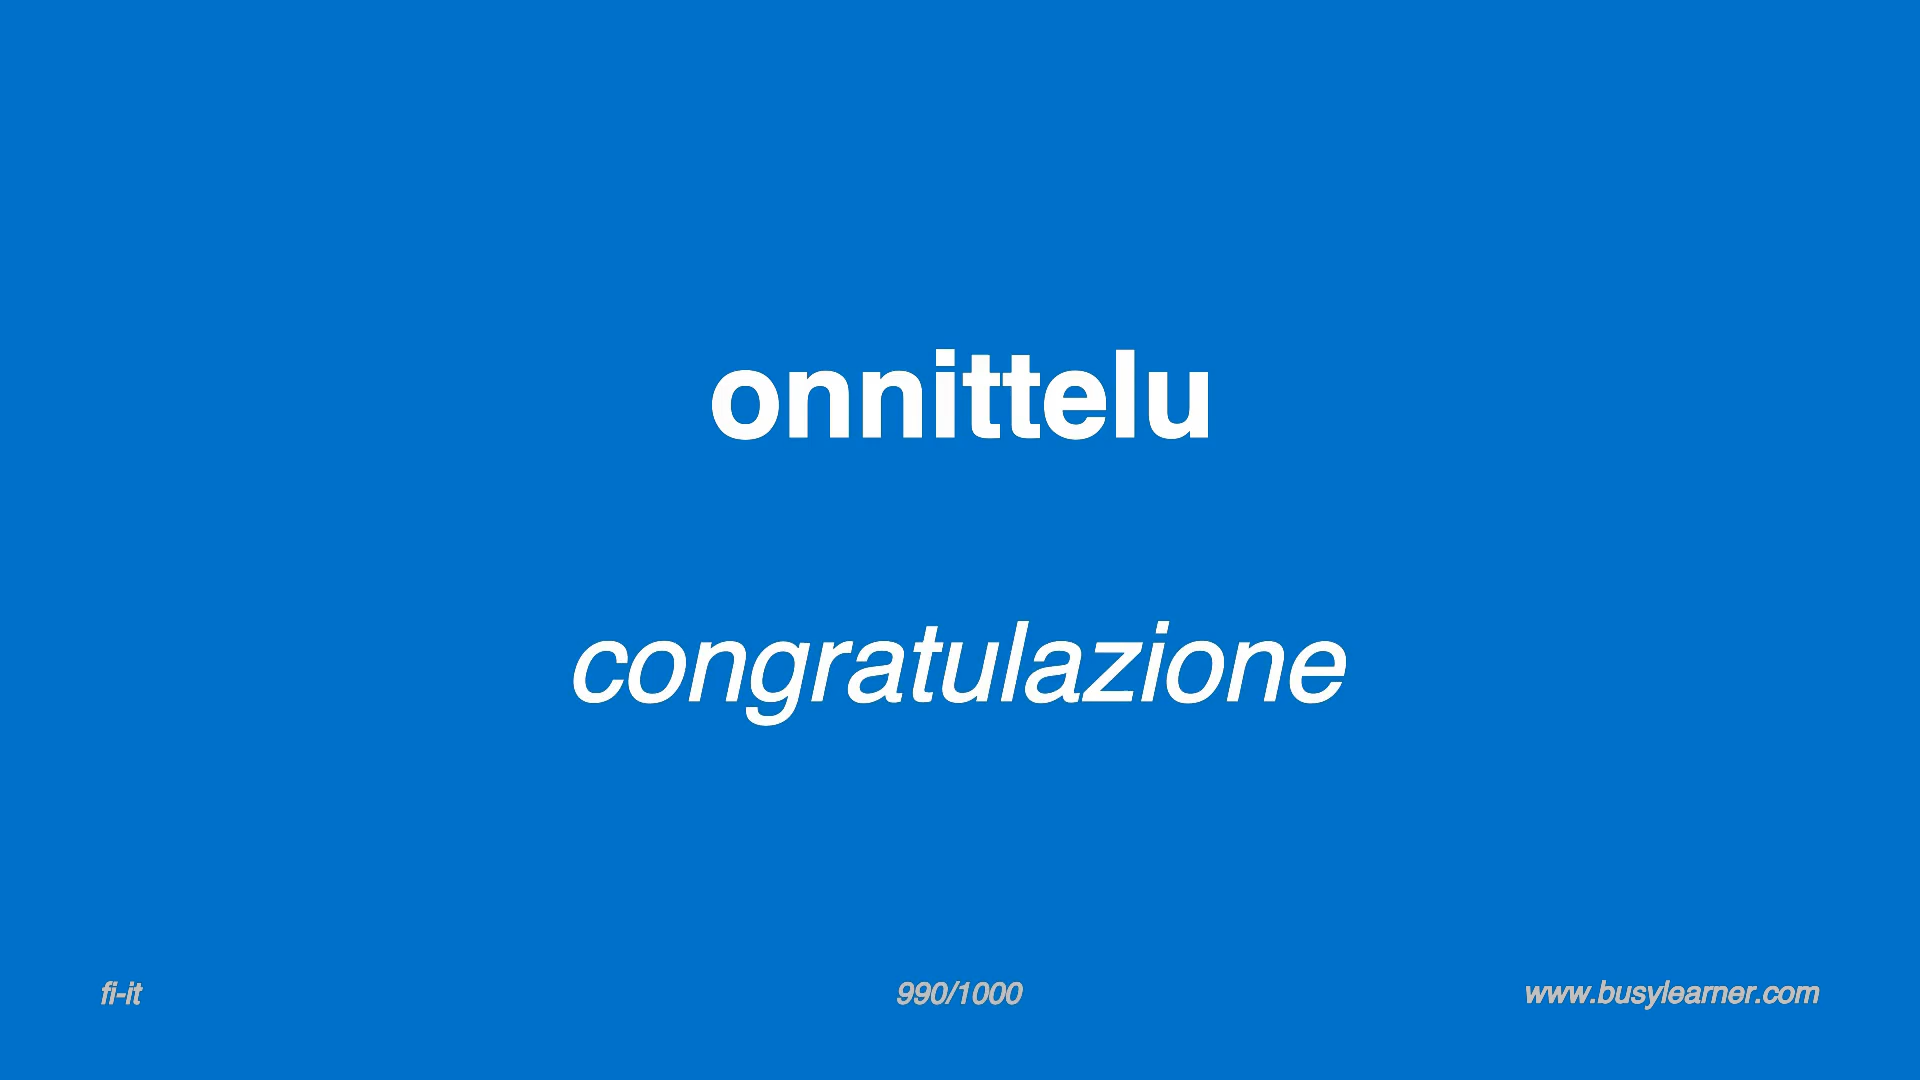 onnittelu
congratulazione
fi-it
990/1000
www.busylearner.com